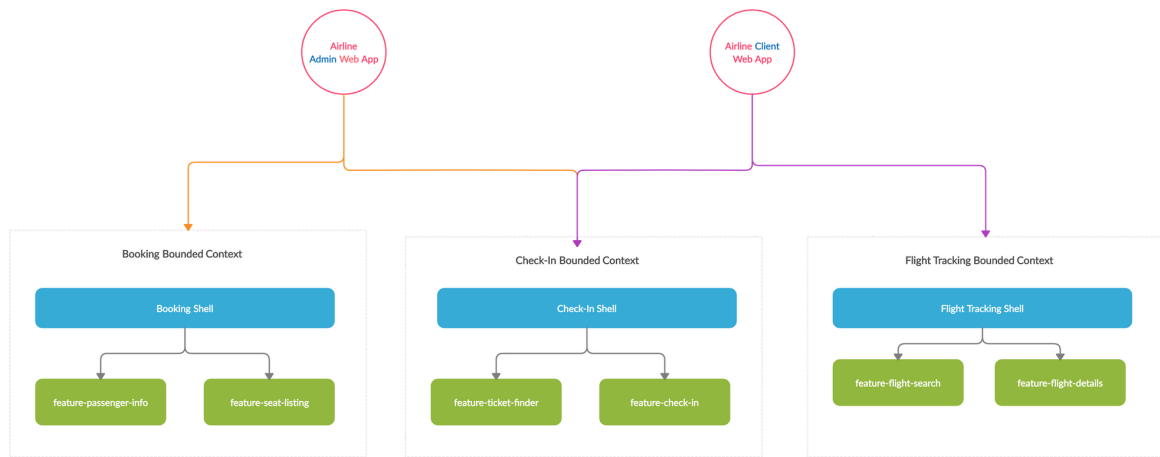 Airline
Admin Web App
Airline Client
Web App
Booking Bounded Context
Booking Shell
feature-passenger-info
feature-seat-listing
Check-In Bounded Context
Check-In Shell
feature-ticket-finder
feature-check-in
Flight Tracking Bounded Context
Flight Tracking Shell
feature-flight-search
feature-flight-details